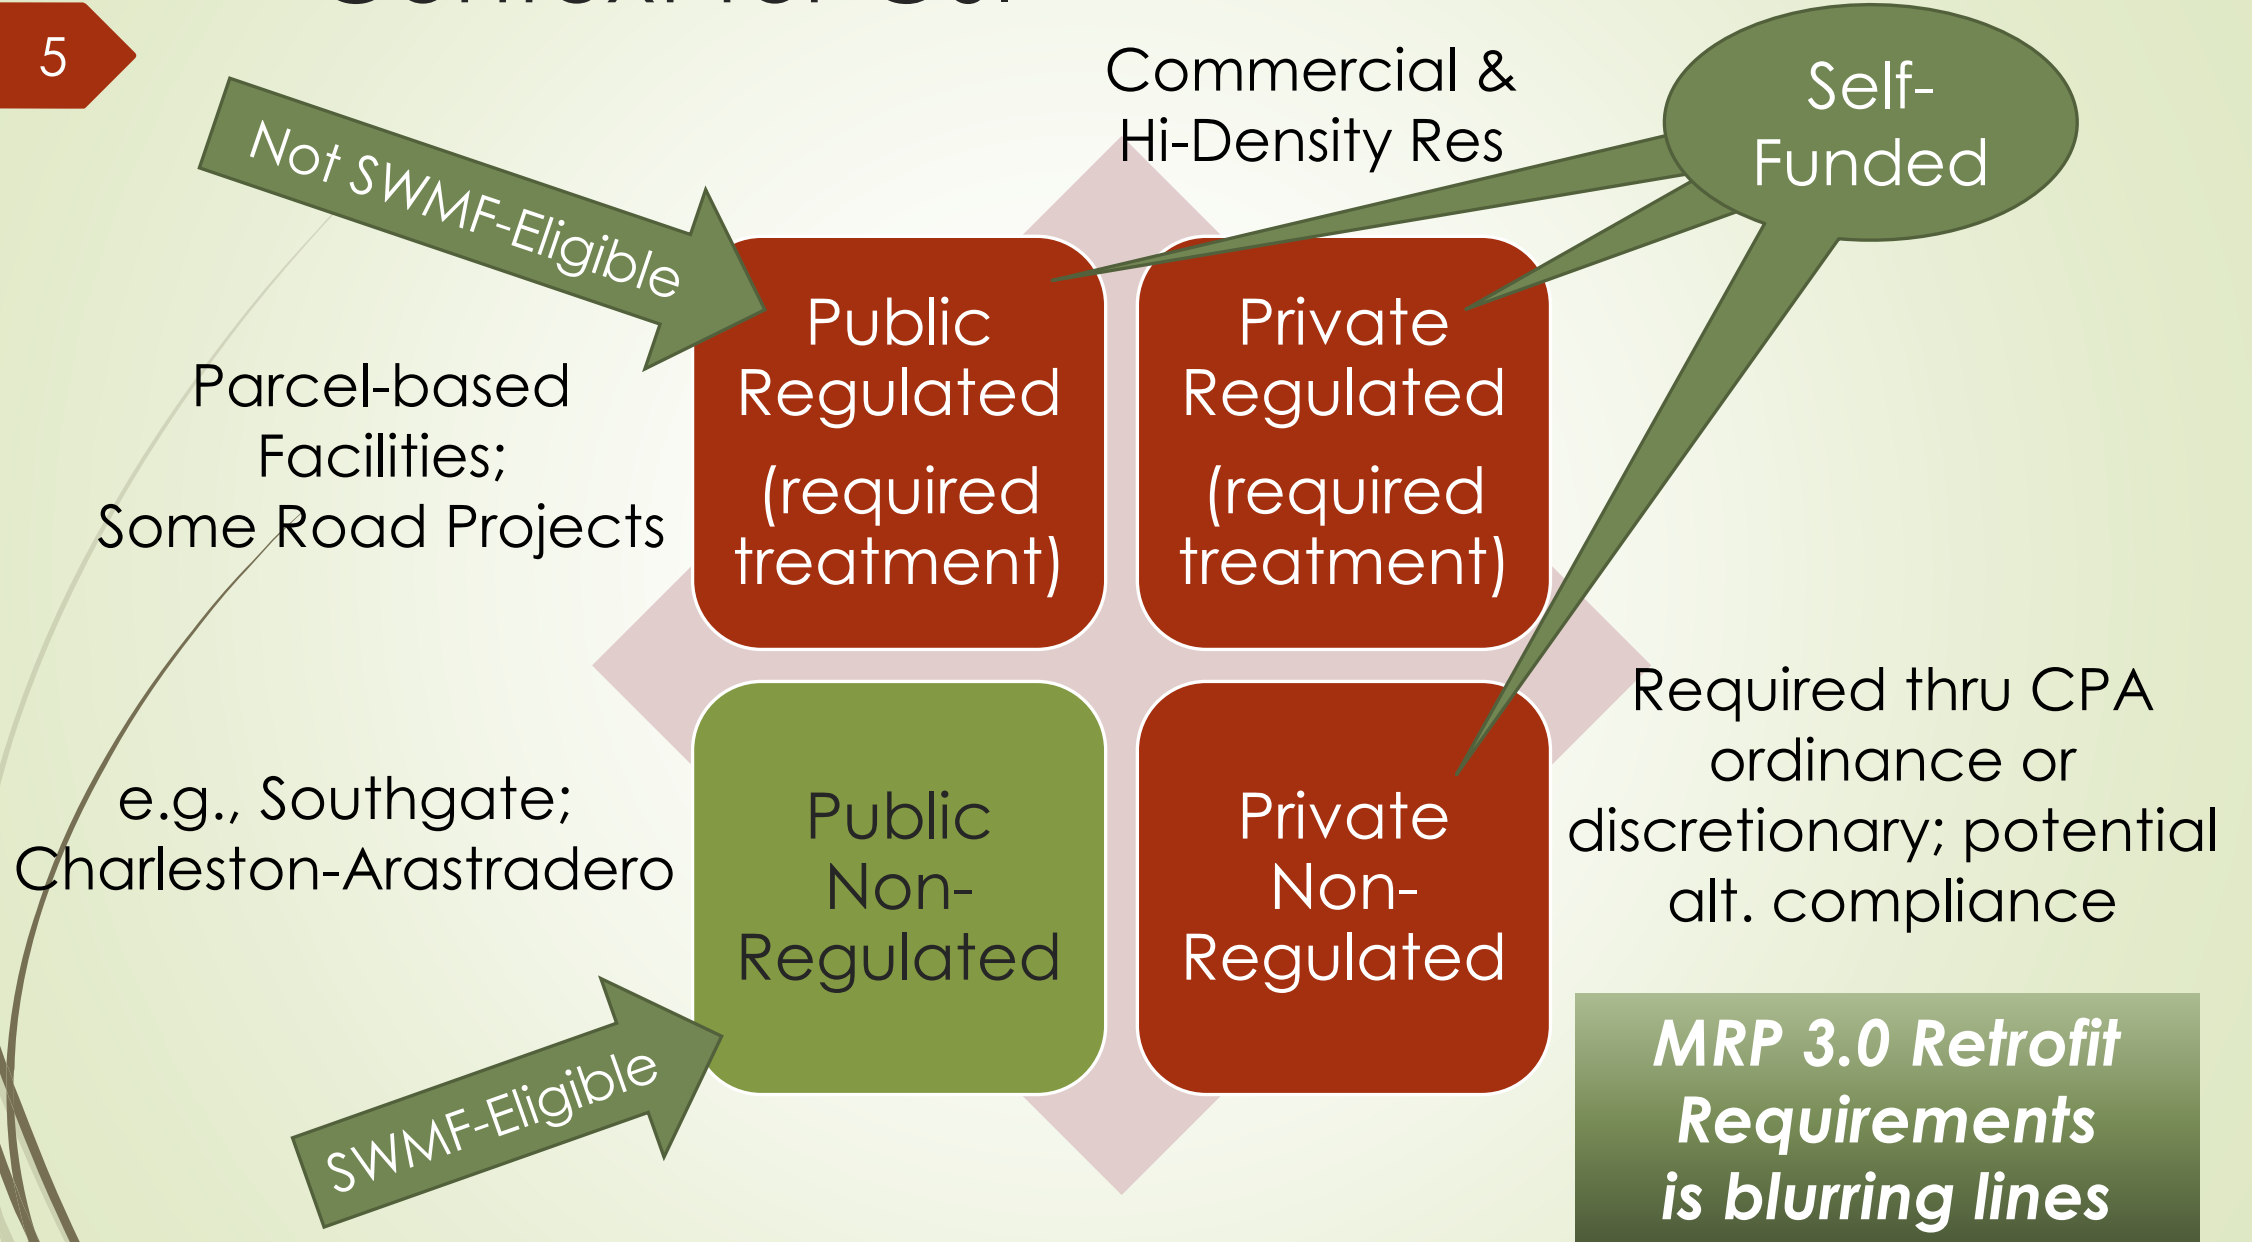 5
Commercial &
Hi-Density Res
Self-
Funded
Not SWMF-Eligible
Public
Regulated
(required
treatment)
Private
Regulated
(required
treatment)
Parcel-based
Facilities;
Some Road Projects
e.g., Southgate;
Charleston-Arastradero
Public
Non-
Regulated
Private
Non-
Regulated
Required thru CPA
ordinance or
discretionary; potential
alt. compliance
SWMF-Eligible
MRP 3.0 Retrofit
Requirements
is blurring lines